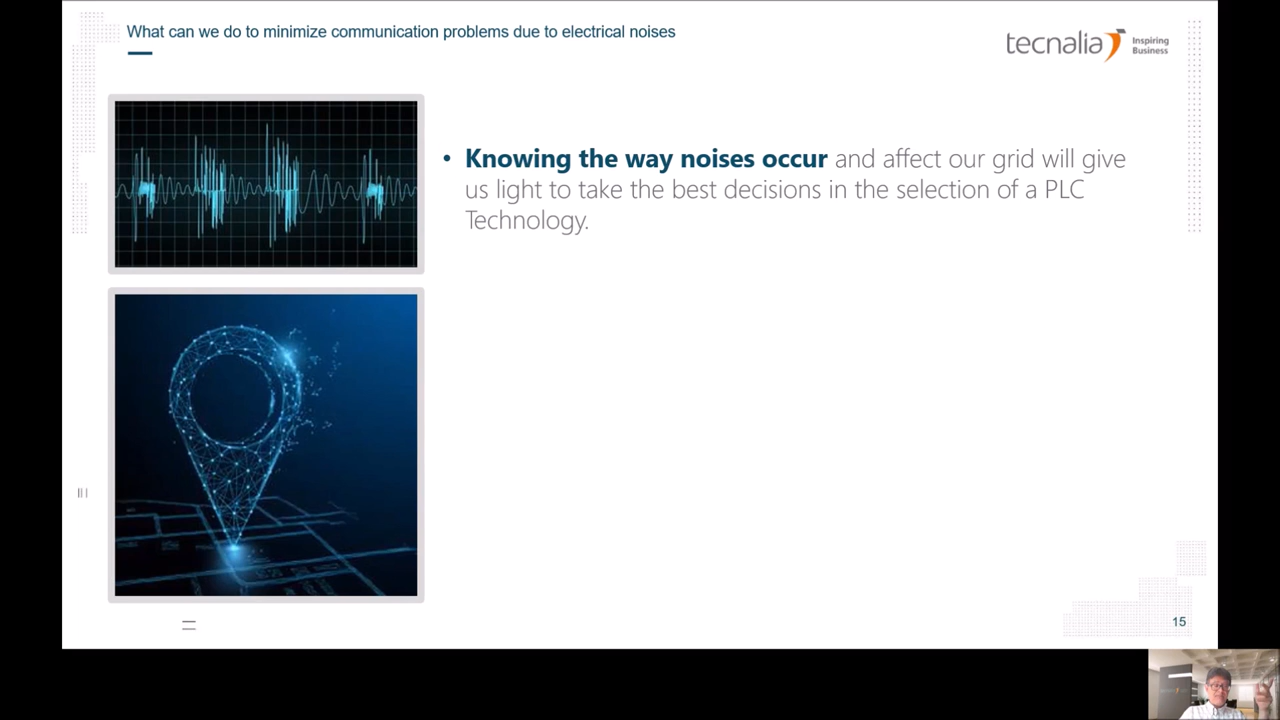 What can we do to minimize communication problems due to electrical noises
tecnalia Inspiring
Business
• Knowing the way noises occur and affect our grid will give
us light to take the best decisions in the selection of a PLC
Technology.
15